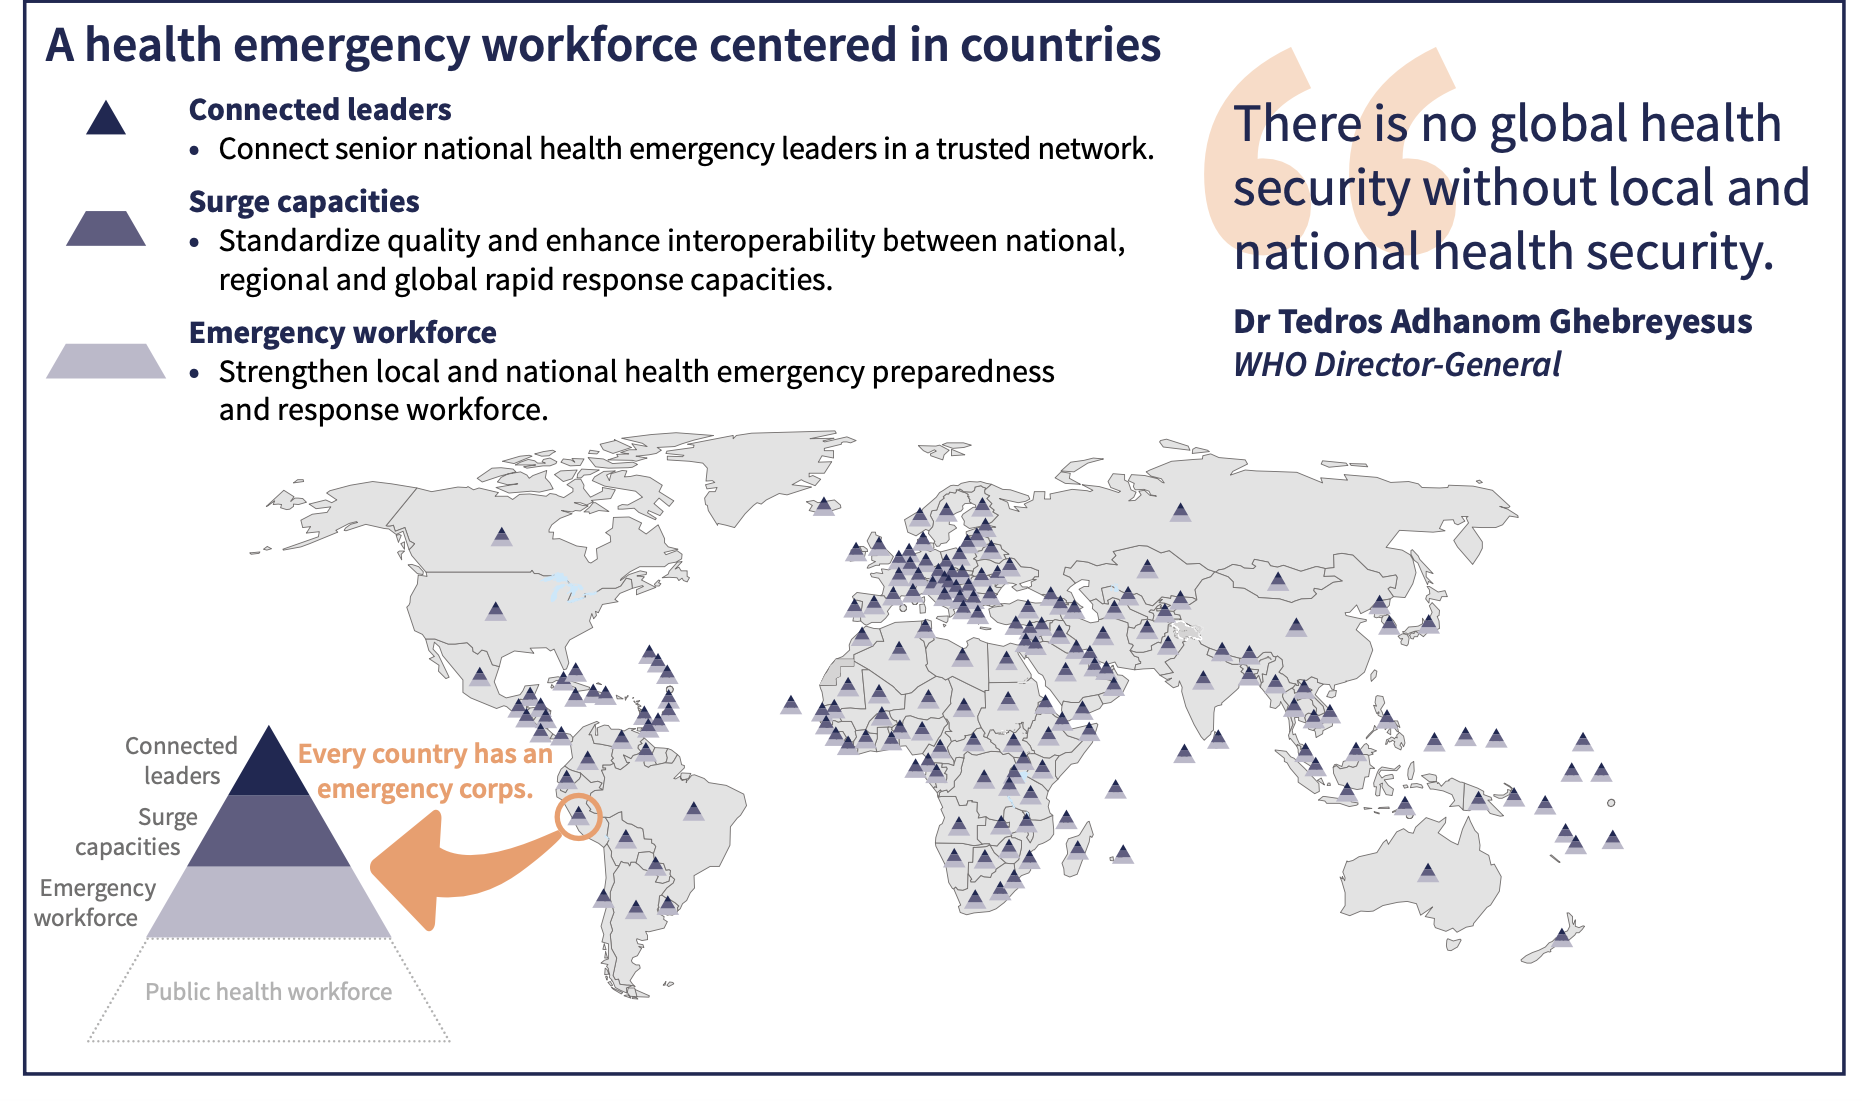 A health emergency workforce centered in countries
Connected leaders
• Connect senior national health emergency leaders in a trusted network.
Surge capacities
• Standardize quality and enhance interoperability between national,
regional and global rapid response capacities.
Emergency workforce
• Strengthen local and national health emergency preparedness
and response workforce.
“
There is no global health
security without local and
national health security.
Dr Tedros Adhanom Ghebreyesus
WHO Director-General
Connected
leaders
Surge
capacities
Emergency
workforce
Public health workforce
Every country has an
emergency corps.